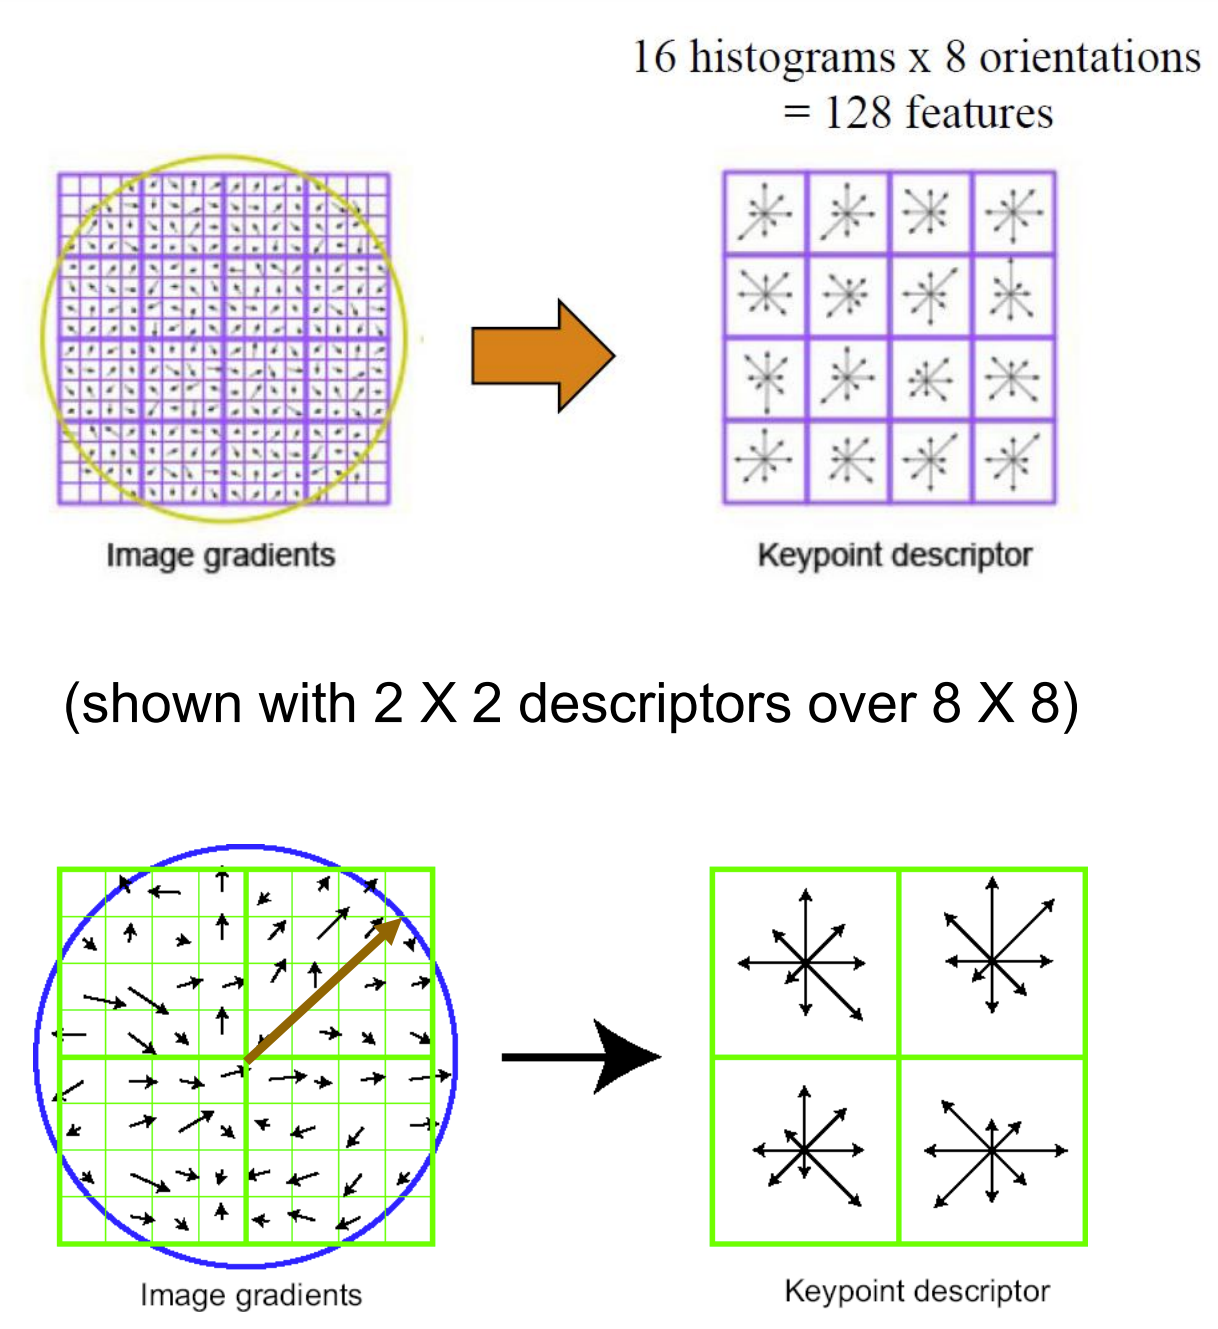 16 histograms x 8 orientations
= 128 features
Image gradients
Keypoint descriptor
(shown with 2 X 2 descriptors over 8 X 8)
Image gradients
Keypoint descriptor